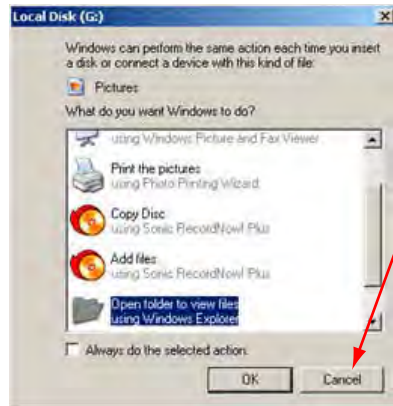 Local Disk (G:)
Windows can perform the same action each time you insert
a disk or connect a device with this kind of file:
Pictures
What do you want Windows to do?
using Windows Picture and Fax Viewer
Print the pictures
using Photo Printing Wizard
Copy Disc
using Sonic RecordNow! Plus
Add files
using Sonic RecordNow! Plus
Open folder to view files
using Windows Explorer
Always do the selected action.
OK
Cancel